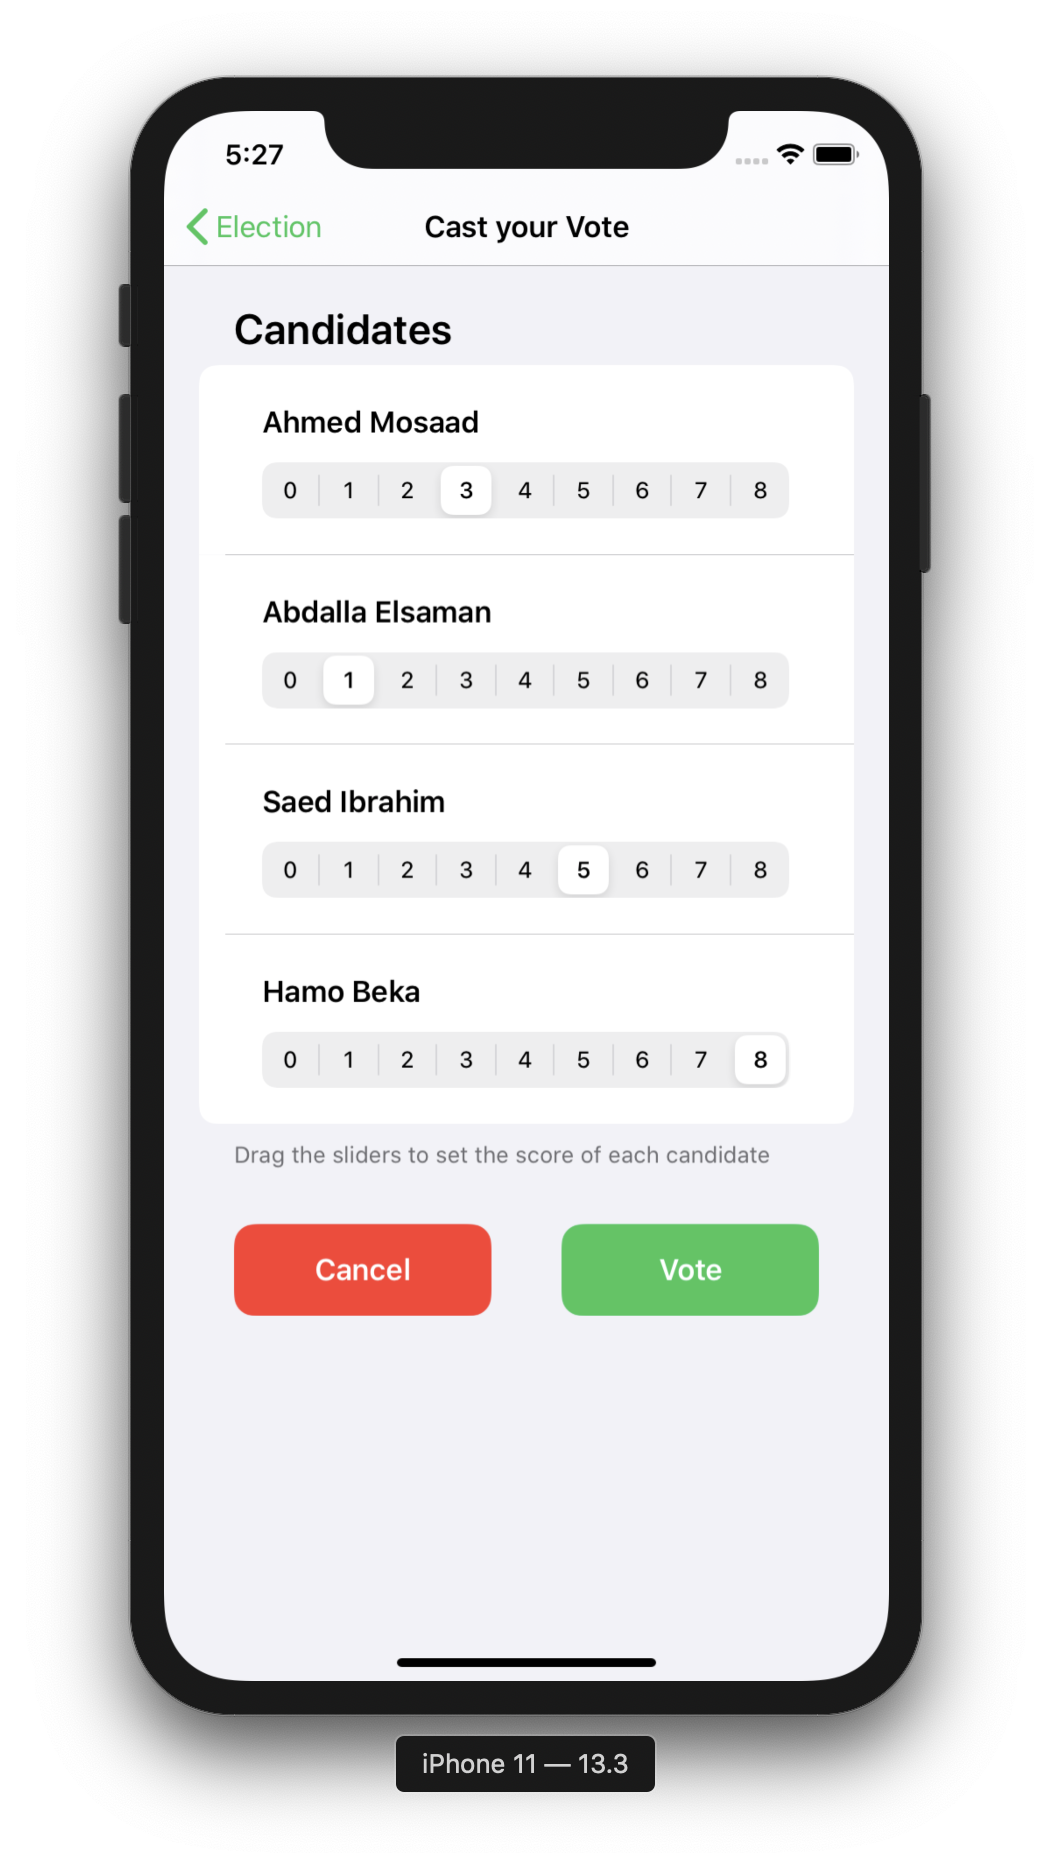 5:27
Election Cast your Vote
Candidates
Ahmed Mosaad
0 1 2 3 4 5 6 7 8
Abdalla Elsaman
0 1 2 3 4 5 6 7 8
Saed Ibrahim
0 1 2 3 4 5 6 7 8
Hamo Beka
0 1 2 3 4 5 6 7 8
Drag the sliders to set the score of each candidate
Cancel Vote
iPhone 11 — 13.3